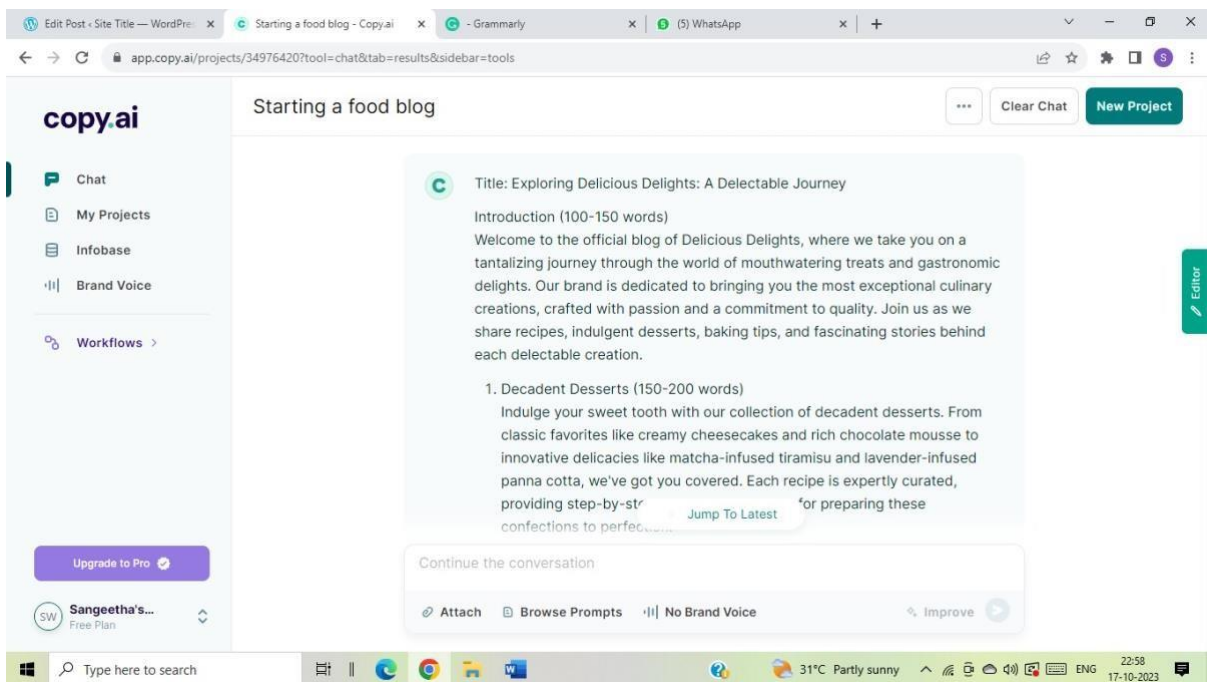 Edit Post ‹ Site Title — WordPre
Starting a food blog - Copy.ai
- Grammarly
(5) WhatsApp
app.copy.ai/projects/34976420?tool=chat&tab=results&sidebar=tools
S
copy.ai
Starting a food blog
Clear Chat
New Project
Chat
My Projects
Infobase
Brand Voice
Workflows >
C
Title: Exploring Delicious Delights: A Delectable Journey
Introduction (100-150 words)
Welcome to the official blog of Delicious Delights, where we take you on a
tantalizing journey through the world of mouthwatering treats and gastronomic
delights. Our brand is dedicated to bringing you the most exceptional culinary
creations, crafted with passion and a commitment to quality. Join us as we
share recipes, indulgent desserts, baking tips, and fascinating stories behind
each delectable creation.
1. Decadent Desserts (150-200 words)
Indulge your sweet tooth with our collection of decadent desserts. From
classic favorites like creamy cheesecakes and rich chocolate mousse to
innovative delicacies like matcha-infused tiramisu and lavender-infused
panna cotta, we've got you covered. Each recipe is expertly curated,
providing step-by-ste for preparing these
Jump To Latest
confections to perfec
Editor
Continue the conversation
Attach
Browse Prompts
No Brand Voice
Improve
Upgrade to Pro
SW
Sangeetha's...
Free Plan
Type here to search
31°C Partly sunny
ENG
22:58
17-10-2023